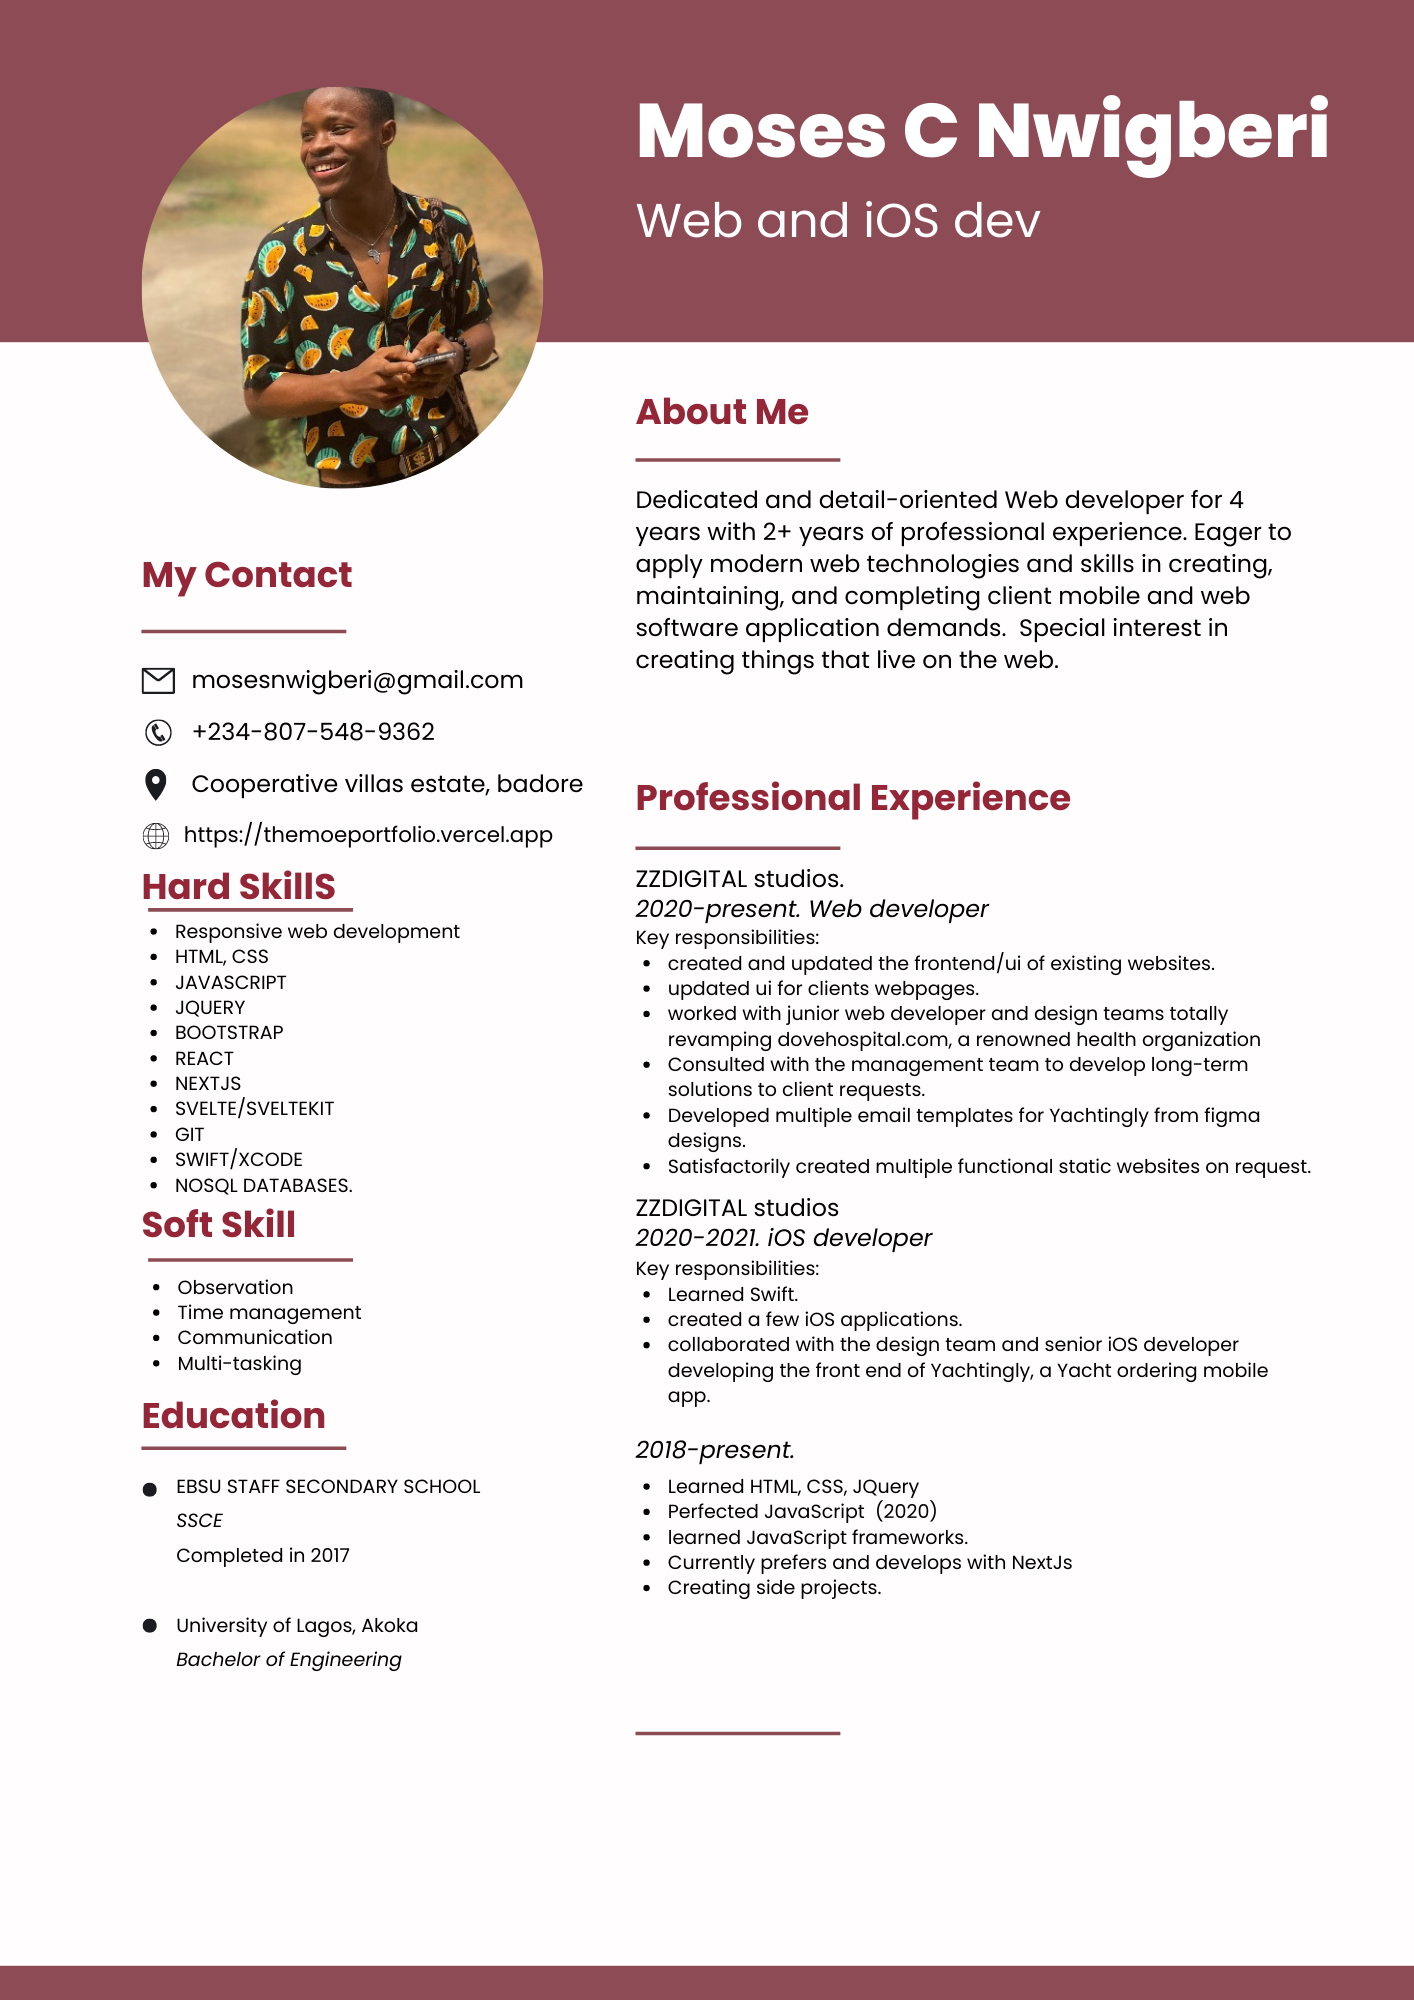 Moses C Nwigberi
Web and iOS dev
My Contact
mosesnwigberi@gmail.com
+234-807-548-9362
Cooperative villas estate, badore
https://themoeportfolio.vercel.app
Hard SkillS
• Responsive web development
• HTML, CSS
• JAVASCRIPT
• JQUERY
• BOOTSTRAP
• REACT
• NEXTJS
• SVELTE/SVELTEKIT
• GIT
• SWIFT/XCODE
• NOSQL DATABASES.
Soft Skill
• Observation
• Time management
• Communication
• Multi-tasking
Education
• EBSU STAFF SECONDARY SCHOOL
SSCE
Completed in 2017
• University of Lagos, Akoka
Bachelor of Engineering
About Me
Dedicated and detail-oriented Web developer for 4
years with 2+ years of professional experience. Eager to
apply modern web technologies and skills in creating,
maintaining, and completing client mobile and web
software application demands.  Special interest in
creating things that live on the web.
Professional Experience
ZZDIGITAL studios.
2020-present. Web developer
Key responsibilities:
• created and updated the frontend/ui of existing websites.
• updated ui for clients webpages.
• worked with junior web developer and design teams totally
revamping dovehospital.com, a renowned health organization
• Consulted with the management team to develop long-term
solutions to client requests.
• Developed multiple email templates for Yachtingly from figma
designs.
• Satisfactorily created multiple functional static websites on request.
ZZDIGITAL studios
2020-2021. iOS developer
Key responsibilities:
• Learned Swift.
• created a few iOS applications.
• collaborated with the design team and senior iOS developer
developing the front end of Yachtingly, a Yacht ordering mobile
app.
2018-present.
• Learned HTML, CSS, JQuery
• Perfected JavaScript  (2020)
• learned JavaScript frameworks.
• Currently prefers and develops with NextJs
• Creating side projects.